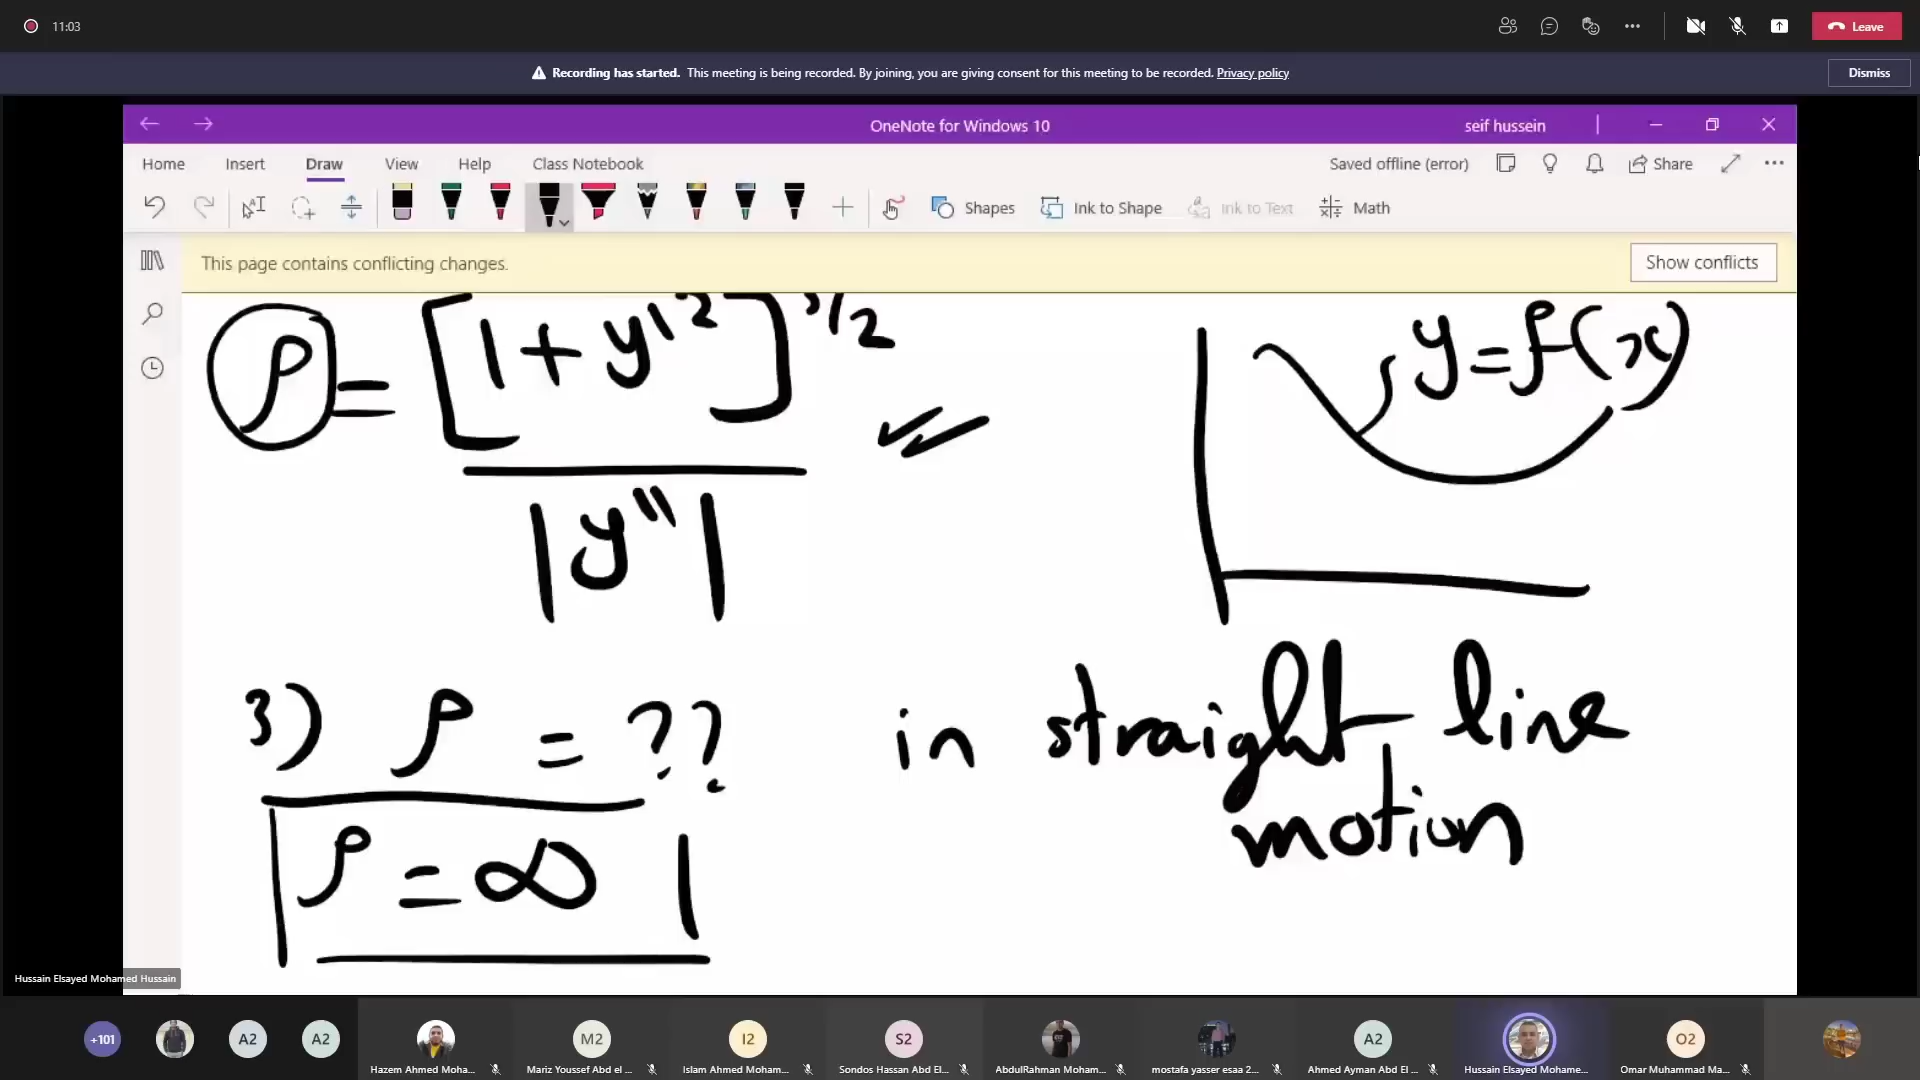 11:03
Leave
Recording has started. This meeting is being recorded. By joining, you are giving consent for this meeting to be recorded. Privacy policy
Dismiss
OneNote for Windows 10
seif hussein
Home Insert Draw View Help Class Notebook
Saved offline (error)
Share
Shapes Ink to Shape Ink to Text Math
This page contains conflicting changes.
Show conflicts
ρ = [1 + y'²]^3/2
|y''|
y = f(x)
3) ρ = ?? in straight line
motion
ρ = ∞
Hussain Elsayed Mohamed Hussain
+101 A2 A2 M2 I2 S2 A2 O2
Hazem Ahmed Moha... Mariz Youssef Abd el ... Islam Ahmed Moham... Sondos Hassan Abd El... AbdulRahman Moham... mostafa yasser esaa 2... Ahmed Ayman Abd El ... Hussain Elsayed Mohame... Omar Muhammad Ma...